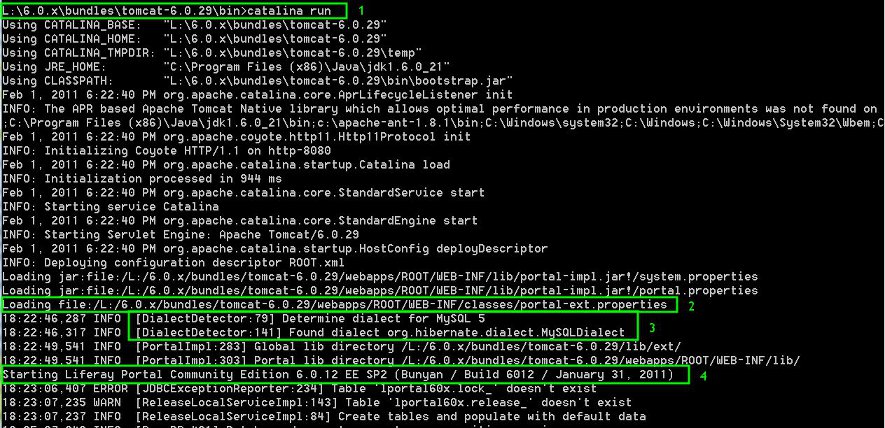 L:\6.0.x\bundles\tomcat-6.0.29\bin>catalina run 1
Using CATALINA_BASE: "L:\6.0.x\bundles\tomcat-6.0.29"
Using CATALINA_HOME: "L:\6.0.x\bundles\tomcat-6.0.29"
Using CATALINA_TMPDIR: "L:\6.0.x\bundles\tomcat-6.0.29\temp"
Using JRE_HOME: "C:\Program Files (x86)\Java\jdk1.6.0_21"
Using CLASSPATH: "L:\6.0.x\bundles\tomcat-6.0.29\bin\bootstrap.jar"
Feb 1, 2011 6:22:40 PM org.apache.catalina.core.AprLifecycleListener init
INFO: The APR based Apache Tomcat Native library which allows optimal performance in production environments was not found on
;C:\Program Files (x86)\Java\jdk1.6.0_21\bin;c:\apache-ant-1.8.1\bin;C:\Windows\system32;C:\Windows;C:\Windows\System32\Wbem;C
Feb 1, 2011 6:22:40 PM org.apache.coyote.http11.Http11Protocol init
INFO: Initializing Coyote HTTP/1.1 on http-8080
Feb 1, 2011 6:22:40 PM org.apache.catalina.startup.Catalina load
INFO: Initialization processed in 944 ms
Feb 1, 2011 6:22:40 PM org.apache.catalina.core.StandardService start
INFO: Starting service Catalina
Feb 1, 2011 6:22:40 PM org.apache.catalina.core.StandardEngine start
INFO: Starting Servlet Engine: Apache Tomcat/6.0.29
Feb 1, 2011 6:22:40 PM org.apache.catalina.startup.HostConfig deployDescriptor
INFO: Deploying configuration descriptor ROOT.xml
Loading jar:file:/L:/6.0.x/bundles/tomcat-6.0.29/webapps/ROOT/WEB-INF/lib/portal-impl.jar!/system.properties
Loading jar:file:/L:/6.0.x/bundles/tomcat-6.0.29/webapps/ROOT/WEB-INF/lib/portal-impl.jar!/portal.properties
Loading file:/L:/6.0.x/bundles/tomcat-6.0.29/webapps/ROOT/WEB-INF/classes/portal-ext.properties 2
18:22:46,287 INFO [DialectDetector:79] Determine dialect for MySQL 5
18:22:46,317 INFO [DialectDetector:141] Found dialect org.hibernate.dialect.MySQLDialect 3
18:22:49,541 INFO [PortalImpl:283] Global lib directory /L:/6.0.x/bundles/tomcat-6.0.29/lib/ext/
18:22:49,541 INFO [PortalImpl:303] Portal lib directory /L:/6.0.x/bundles/tomcat-6.0.29/webapps/ROOT/WEB-INF/lib/
Starting Liferay Portal Community Edition 6.0.12 EE SP2 (Bunyan / Build 6012 / January 31, 2011) 4
18:23:06,407 ERROR [JDBCExceptionReporter:234] Table 'lportal60x.lock_' doesn't exist
18:23:07,235 WARN [ReleaseLocalServiceImpl:143] Table 'lportal60x.release_' doesn't exist
18:23:07,237 INFO [ReleaseLocalServiceImpl:84] Create tables and populate with default data